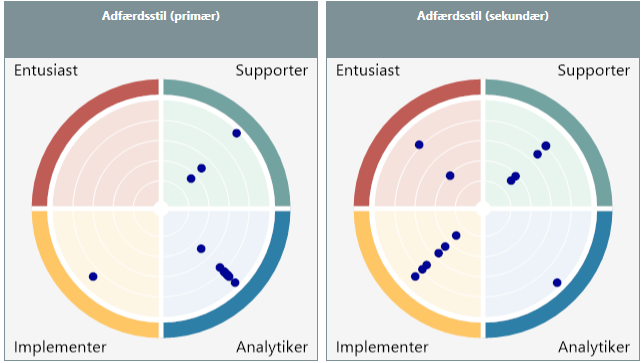 Adfærdsstil (primær)
Entusiast Supporter
Implementer Analytiker
Adfærdsstil (sekundær)
Entusiast Supporter
Implementer Analytiker